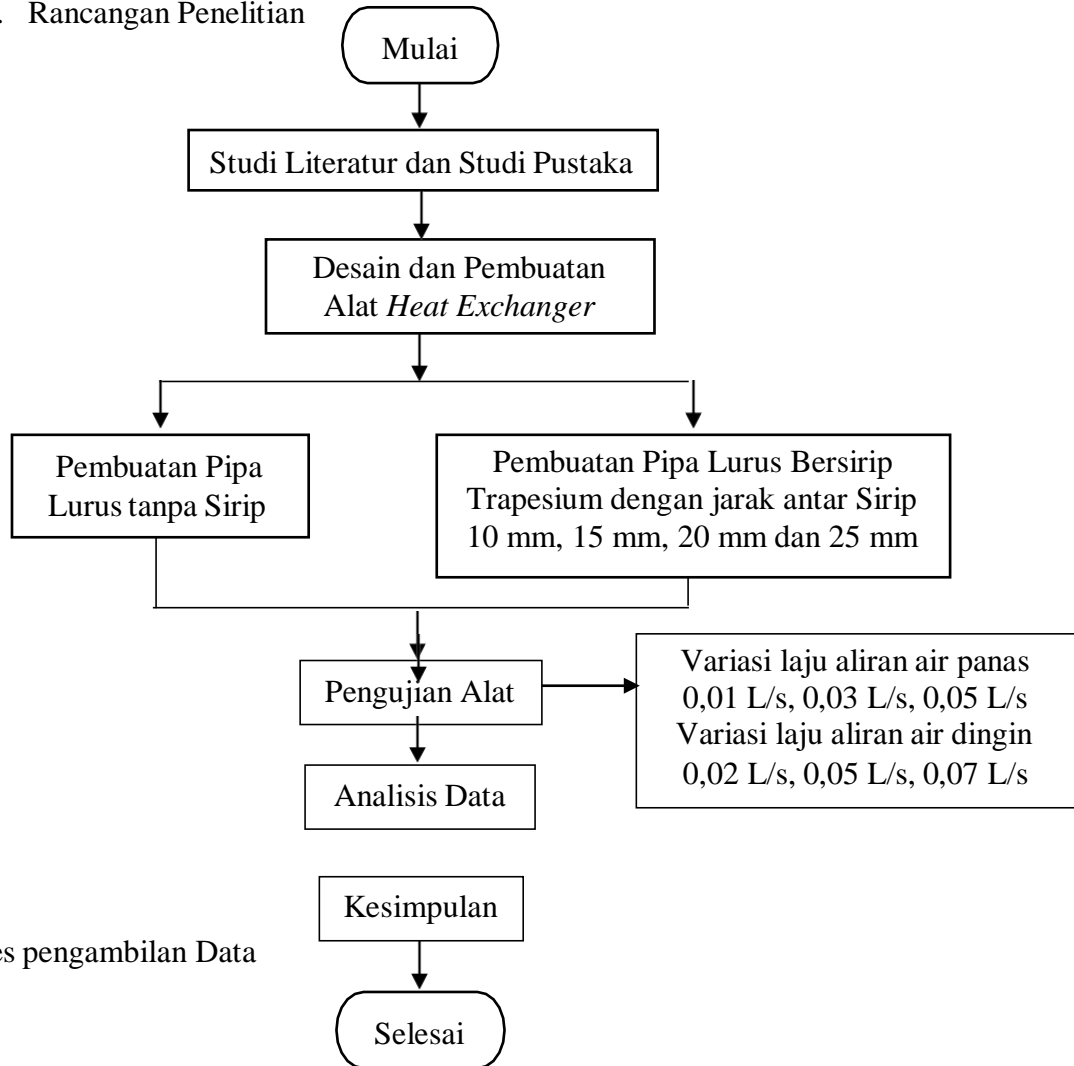 . Rancangan Penelitian
Mulai
Studi Literatur dan Studi Pustaka
Desain dan Pembuatan
Alat Heat Exchanger
Pembuatan Pipa
Lurus tanpa Sirip
Pembuatan Pipa Lurus Bersirip
Trapesium dengan jarak antar Sirip
10 mm, 15 mm, 20 mm dan 25 mm
Pengujian Alat
Variasi laju aliran air panas
0,01 L/s, 0,03 L/s, 0,05 L/s
Variasi laju aliran air dingin
0,02 L/s, 0,05 L/s, 0,07 L/s
Analisis Data
Kesimpulan
es pengambilan Data
Selesai